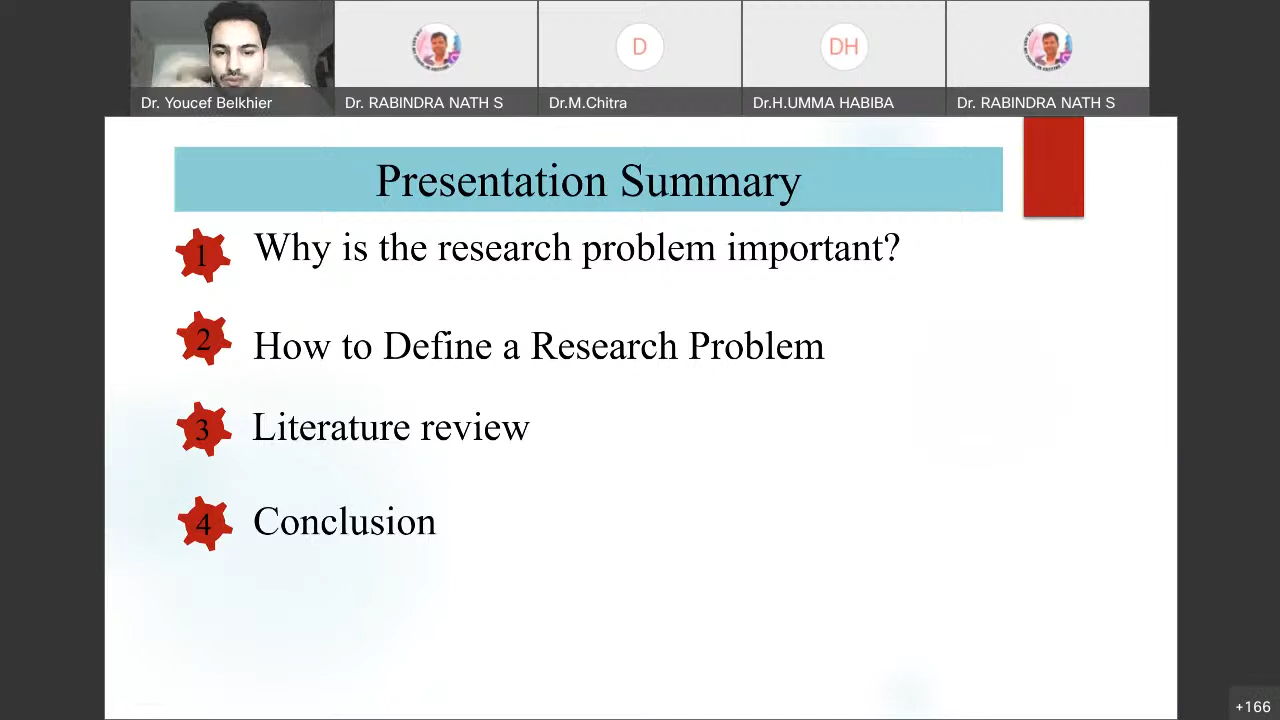 Dr. Youcef Belkhier
Dr. RABINDRA NATH S
D
Dr.M.Chitra
DH
Dr.H.UMMA HABIBA
Dr. RABINDRA NATH S
Presentation Summary
1 Why is the research problem important?
2 How to Define a Research Problem
3 Literature review
4 Conclusion
+166